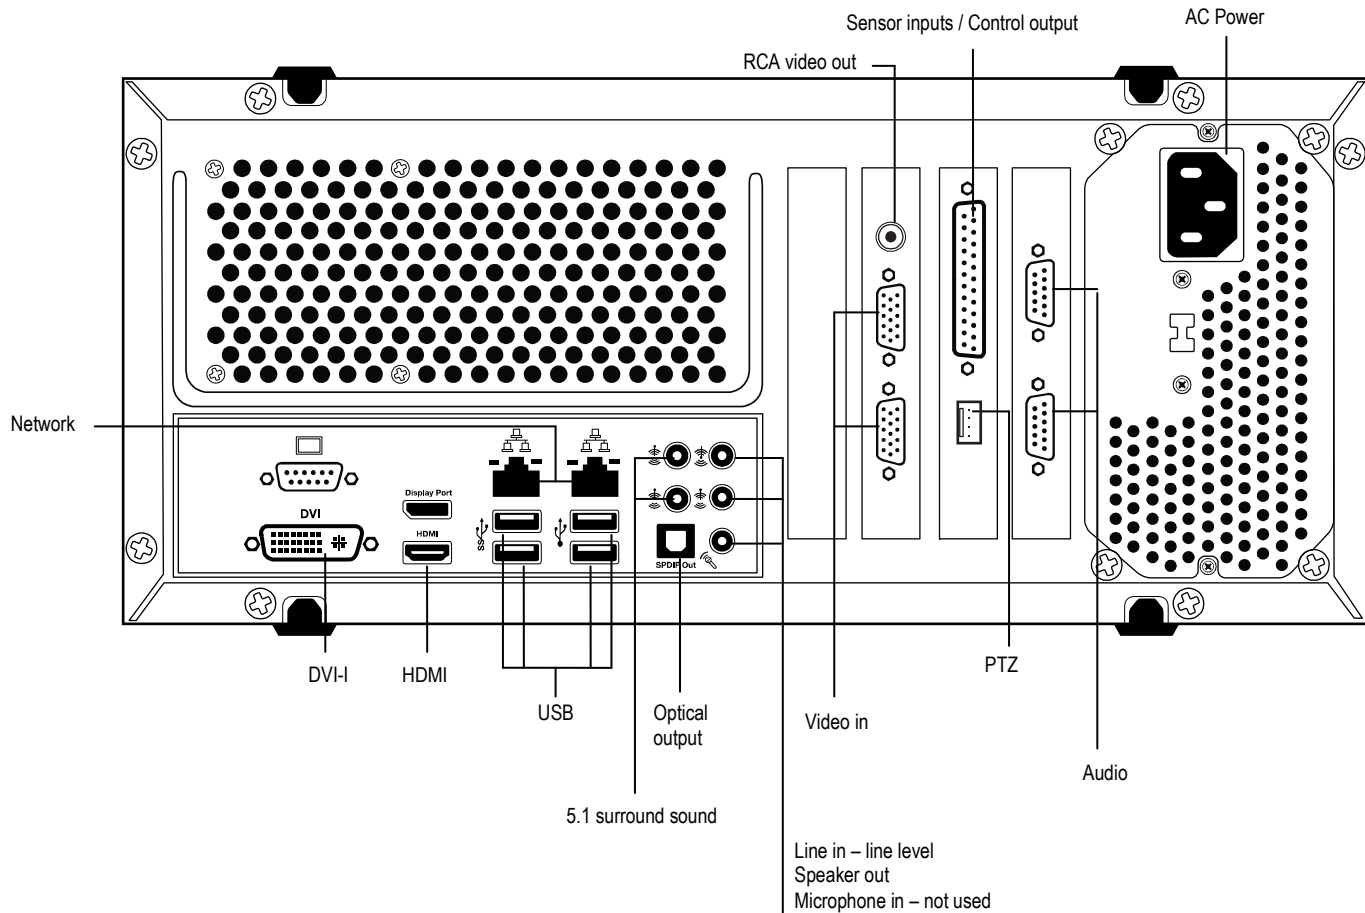 Sensor inputs / Control output
AC Power
RCA video out
Network
Display Port
DVI
HDMI
SS
SPDIF Out
DVI-I
HDMI
PTZ
USB
Optical
output
Video in
Audio
5.1 surround sound
Line in – line level
Speaker out
Microphone in – not used